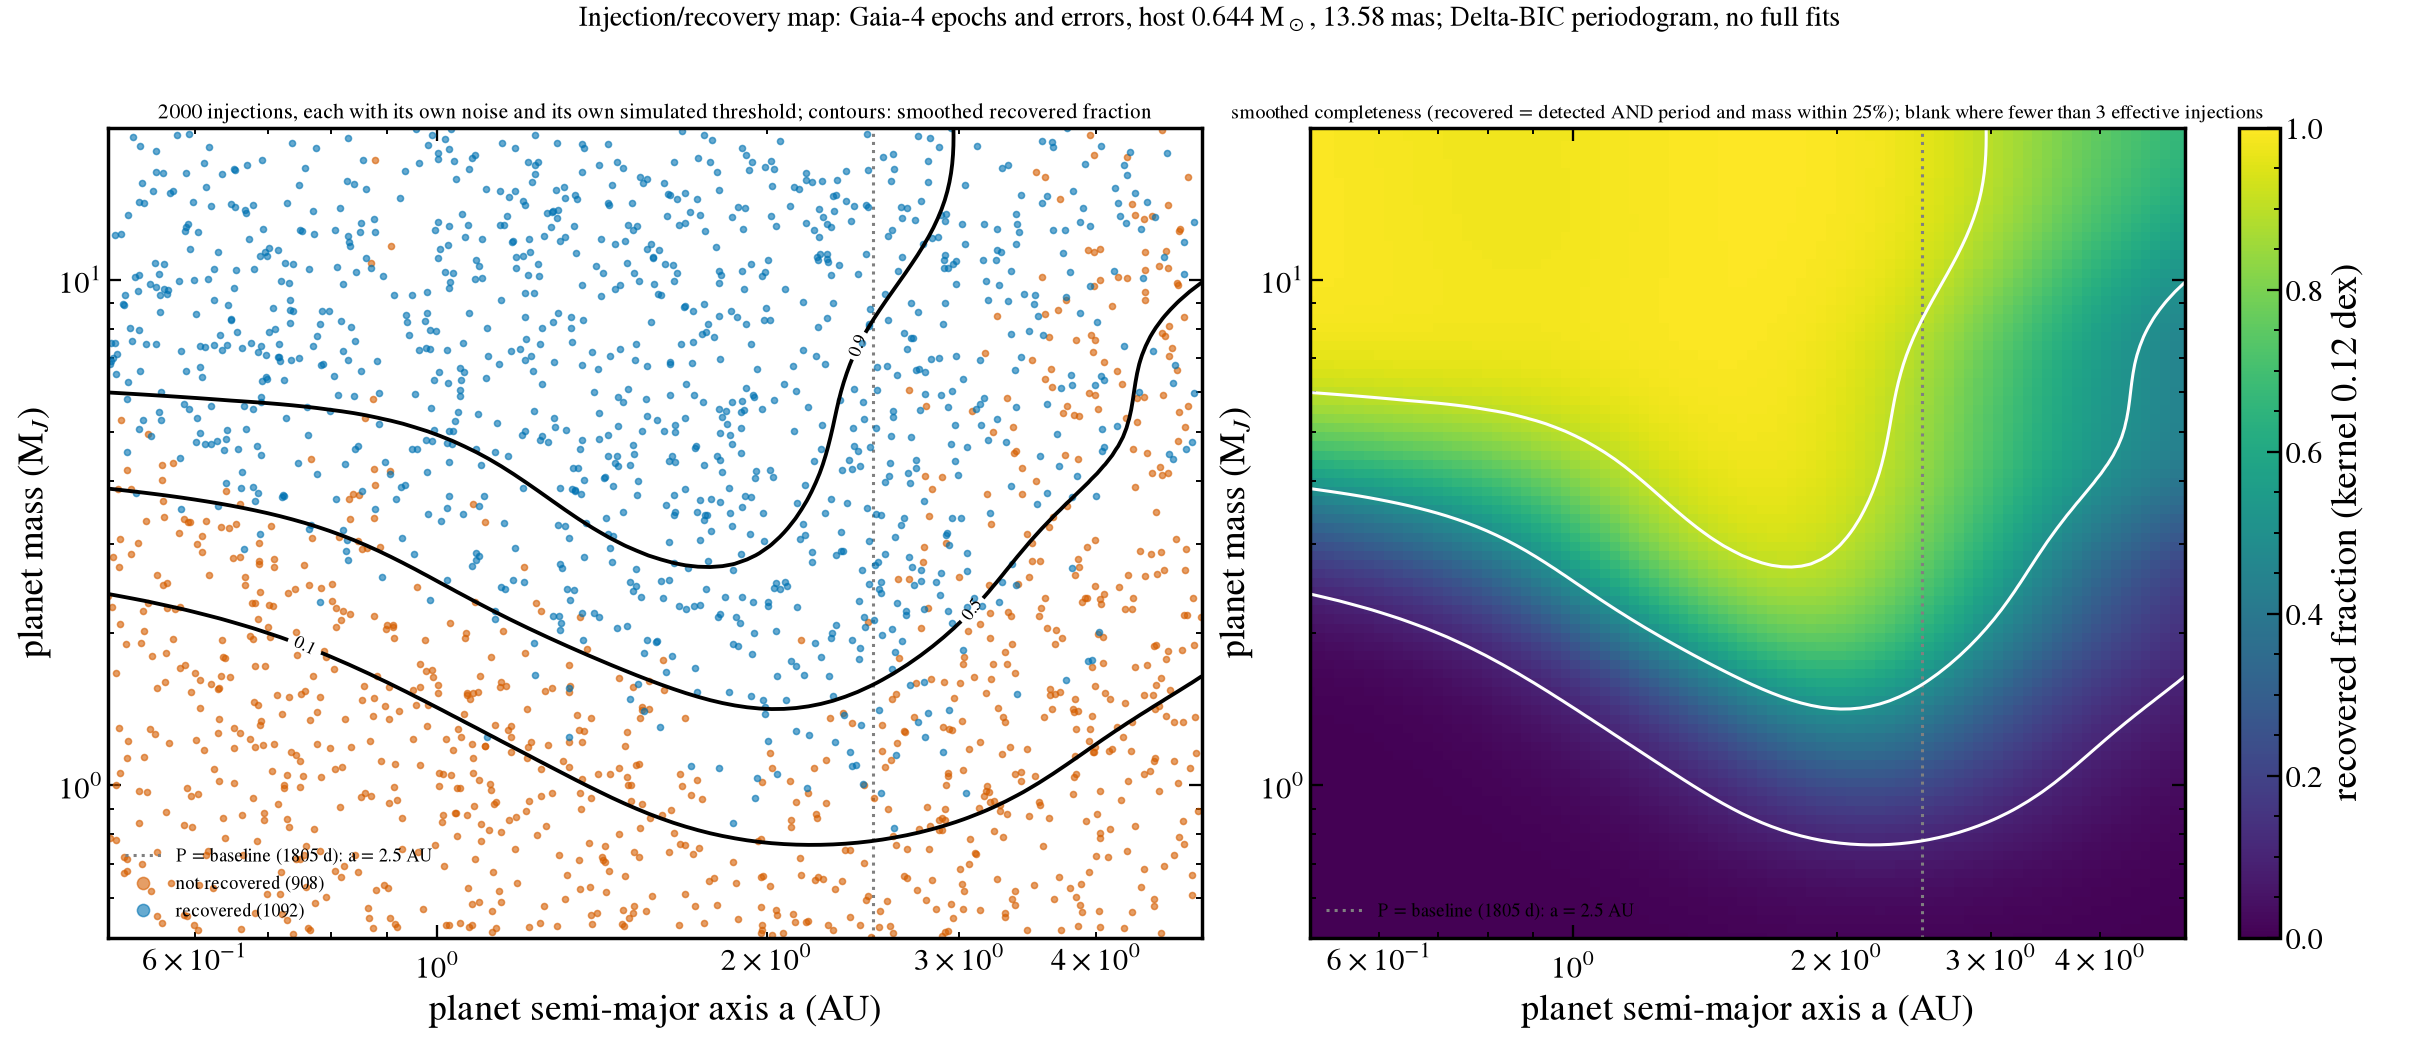 Injection/recovery map: Gaia-4 epochs and errors, host 0.644 M⊙, 13.58 mas; Delta-BIC periodogram, no full fits
2000 injections, each with its own noise and its own simulated threshold; contours: smoothed recovered fraction
planet mass (M_J)
10¹
10⁰
0.9
0.5
0.1
P = baseline (1805 d): a = 2.5 AU
not recovered (908)
recovered (1092)
6 × 10⁻¹
10⁰
2 × 10⁰
3 × 10⁰
4 × 10⁰
planet semi-major axis a (AU)
smoothed completeness (recovered = detected AND period and mass within 25%); blank where fewer than 3 effective injections
planet mass (M_J)
10¹
10⁰
P = baseline (1805 d): a = 2.5 AU
6 × 10⁻¹
10⁰
2 × 10⁰
3 × 10⁰
4 × 10⁰
planet semi-major axis a (AU)
1.0
0.8
0.6
0.4
0.2
0.0
recovered fraction (kernel 0.12 dex)